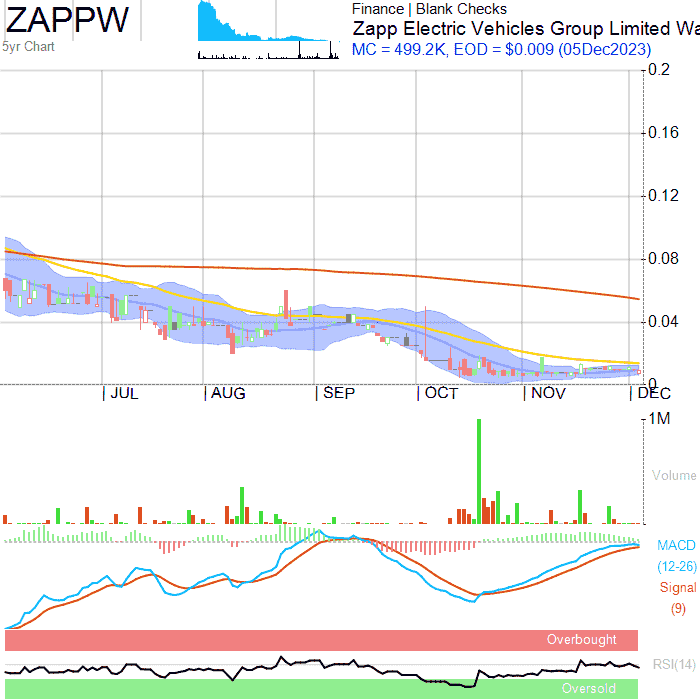 ZAPPW
5yr Chart
Finance | Blank Checks
Zapp Electric Vehicles Group Limited Wa
MC = 499.2K, EOD = $0.009 (05Dec2023)
0.2
0.16
0.12
0.08
0.04
0
JUL AUG SEP OCT NOV DEC
1M
Volume
MACD
(12-26)
Signal
(9)
Overbought
RSI(14)
Oversold